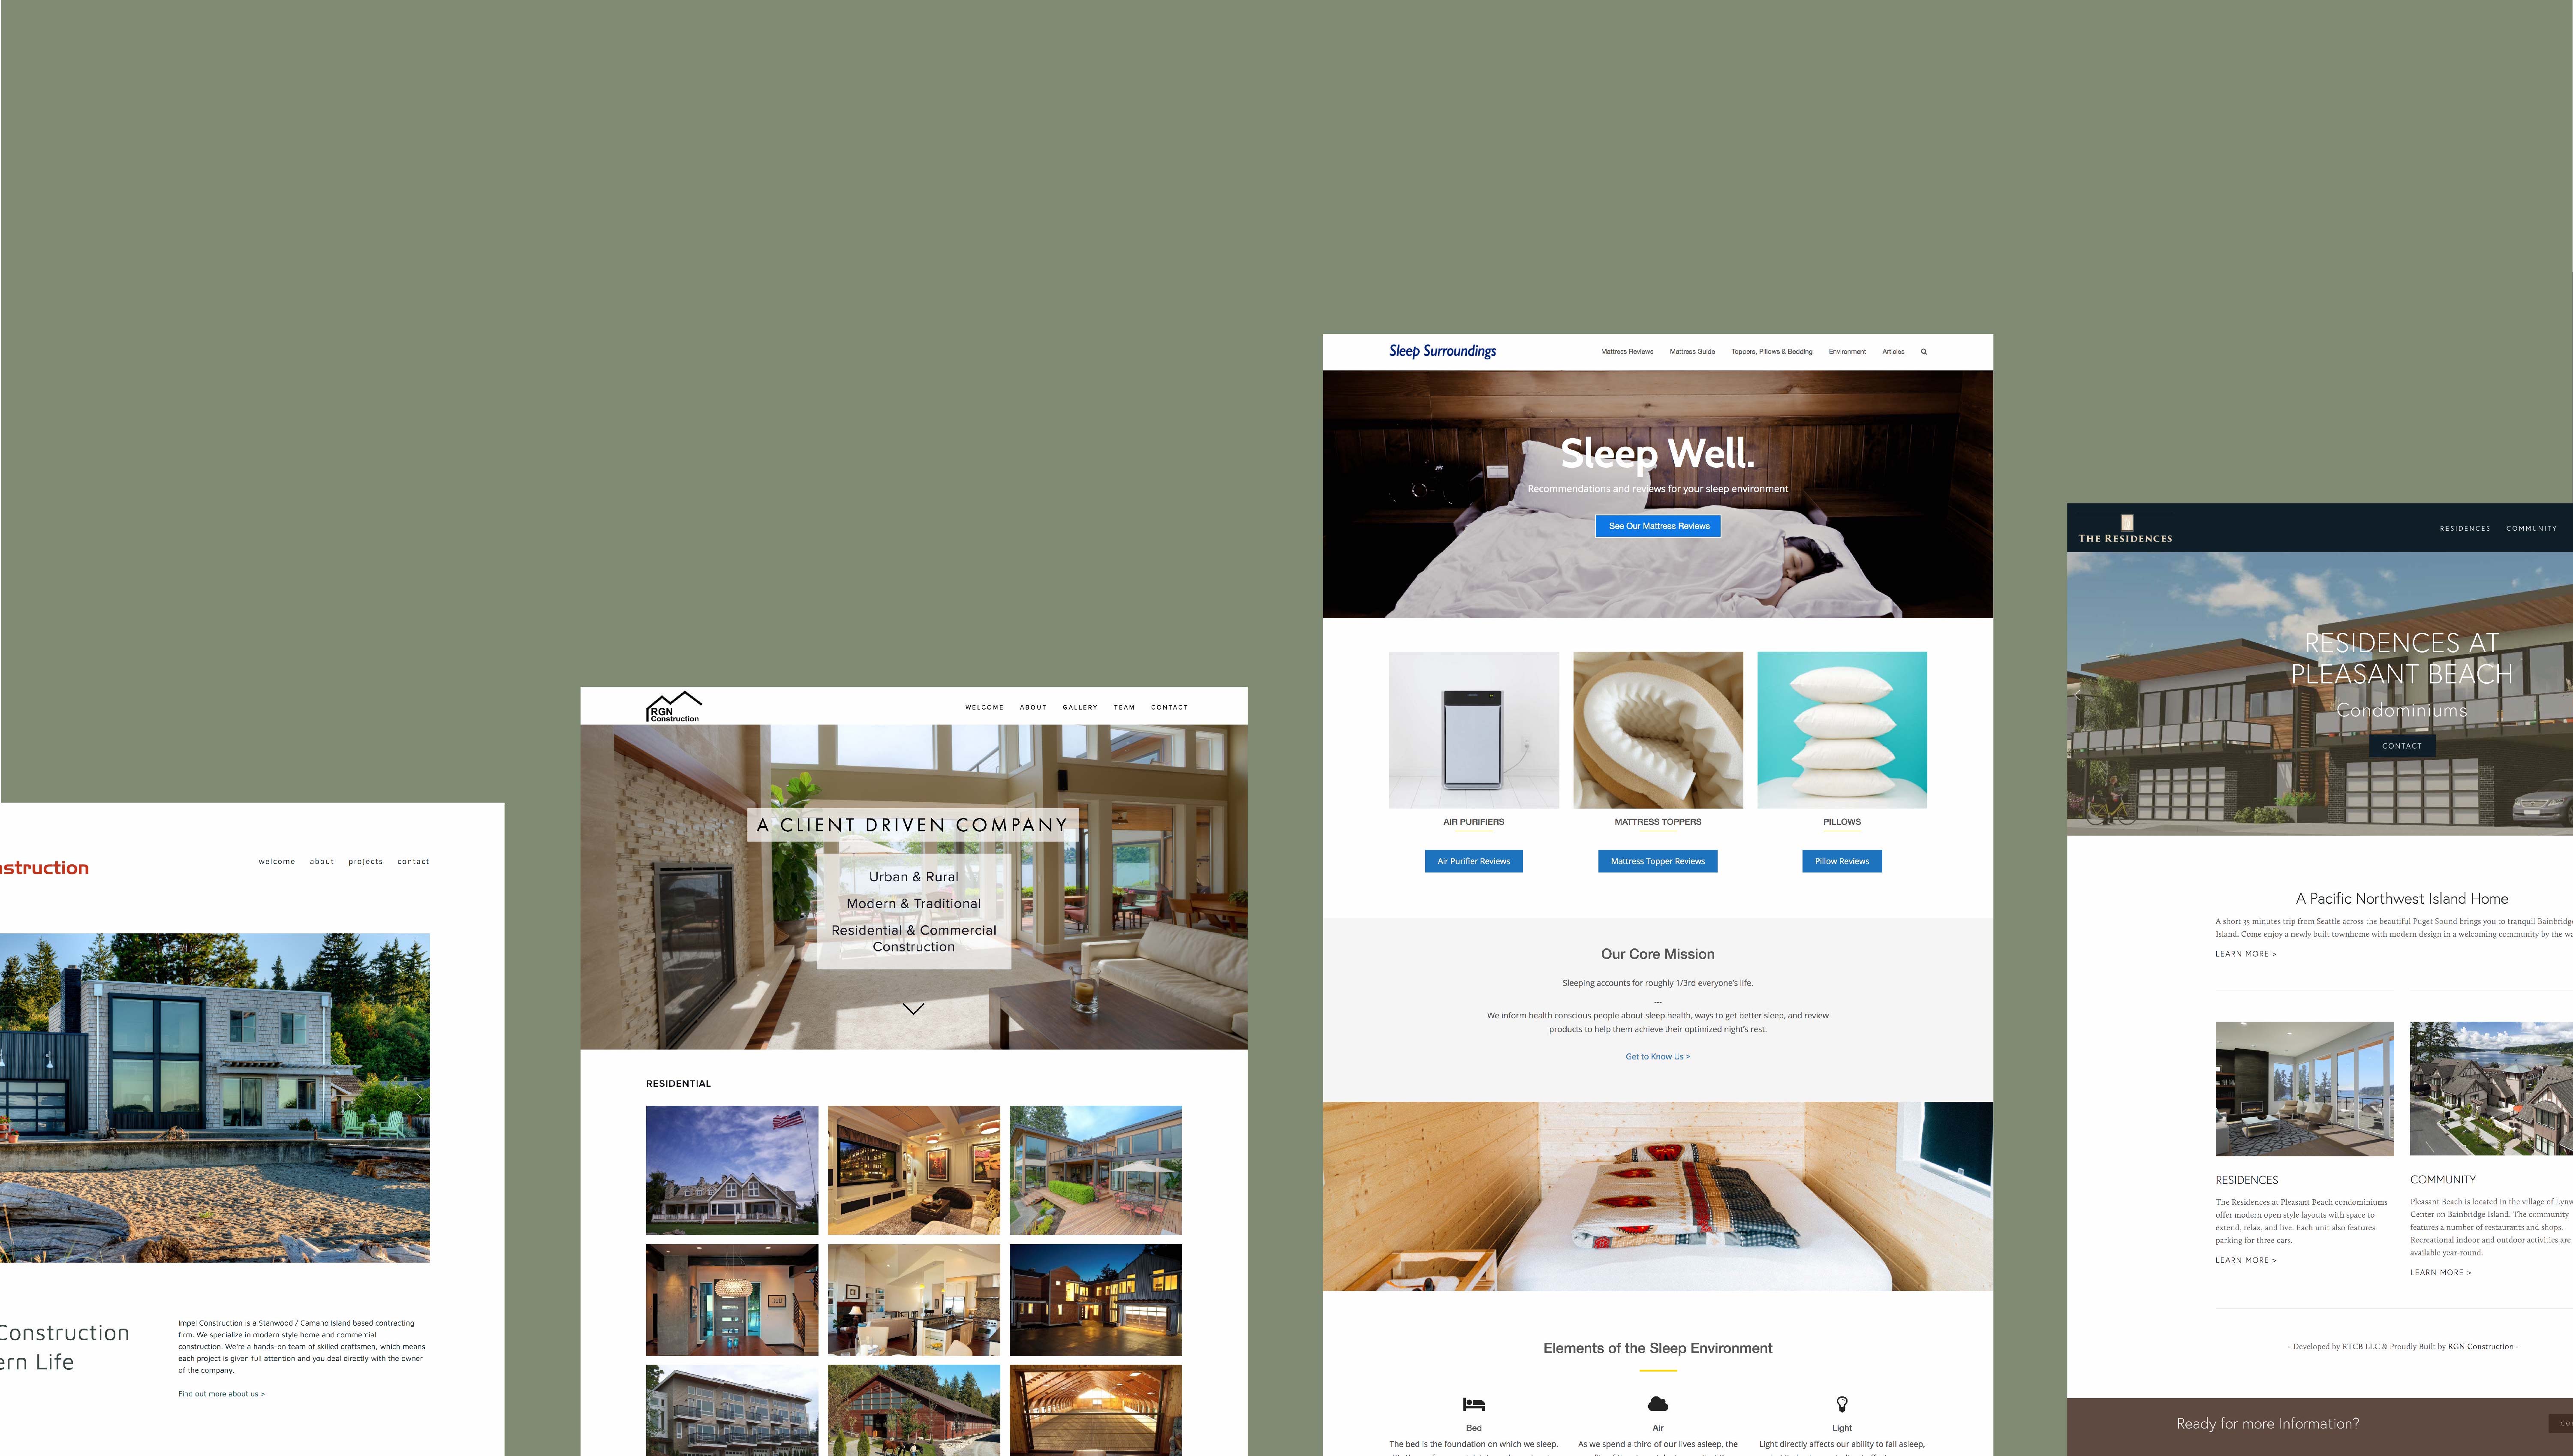 struction
welcome about projects contact
Construction
ern Life
Impel Construction is a Stanwood / Camano Island based contracting
firm. We specialize in modern style home and commercial
construction. We're a hands-on team of skilled craftsmen, which means
each project is given full attention and you deal directly with the owner
of the company.
Find out more about us >
RGN
Construction
WELCOME ABOUT GALLERY TEAM CONTACT
A CLIENT DRIVEN COMPANY
Urban & Rural
Modern & Traditional
Residential & Commercial
Construction
RESIDENTIAL
Sleep Surroundings
Mattress Reviews Mattress Guide Toppers, Pillows & Bedding Environment Articles
Sleep Well.
Recommendations and reviews for your sleep environment
See Our Mattress Reviews
AIR PURIFIERS MATTRESS TOPPERS PILLOWS
Air Purifier Reviews Mattress Topper Reviews Pillow Reviews
Our Core Mission
Sleeping accounts for roughly 1/3rd everyone's life.
---
We inform health conscious people about sleep health, ways to get better sleep, and review
products to help them achieve their optimized night's rest.
Get to Know Us >
Elements of the Sleep Environment
Bed Air Light
The bed is the foundation on which we sleep.
As we spend a third of our lives asleep, the
Light directly affects our ability to fall asleep,
THE RESIDENCES
RESIDENCES COMMUNITY
RESIDENCES AT
PLEASANT BEACH
Condominiums
CONTACT
A Pacific Northwest Island Home
A short 35 minutes trip from Seattle across the beautiful Puget Sound brings you to tranquil Bainbridge
Island. Come enjoy a newly built townhome with modern design in a welcoming community by the
LEARN MORE >
RESIDENCES
The Residences at Pleasant Beach condominiums
offer modern open style layouts with space to
extend, relax, and live. Each unit also features
parking for three cars.
LEARN MORE >
COMMUNITY
Pleasant Beach is located in the village of
Center on Bainbridge Island. The community
features a number of restaurants and shops.
Recreational indoor and outdoor activities are
available year-round.
LEARN MORE >
- Developed by RTCB LLC & Proudly Built by RGN Construction -
Ready for more Information?